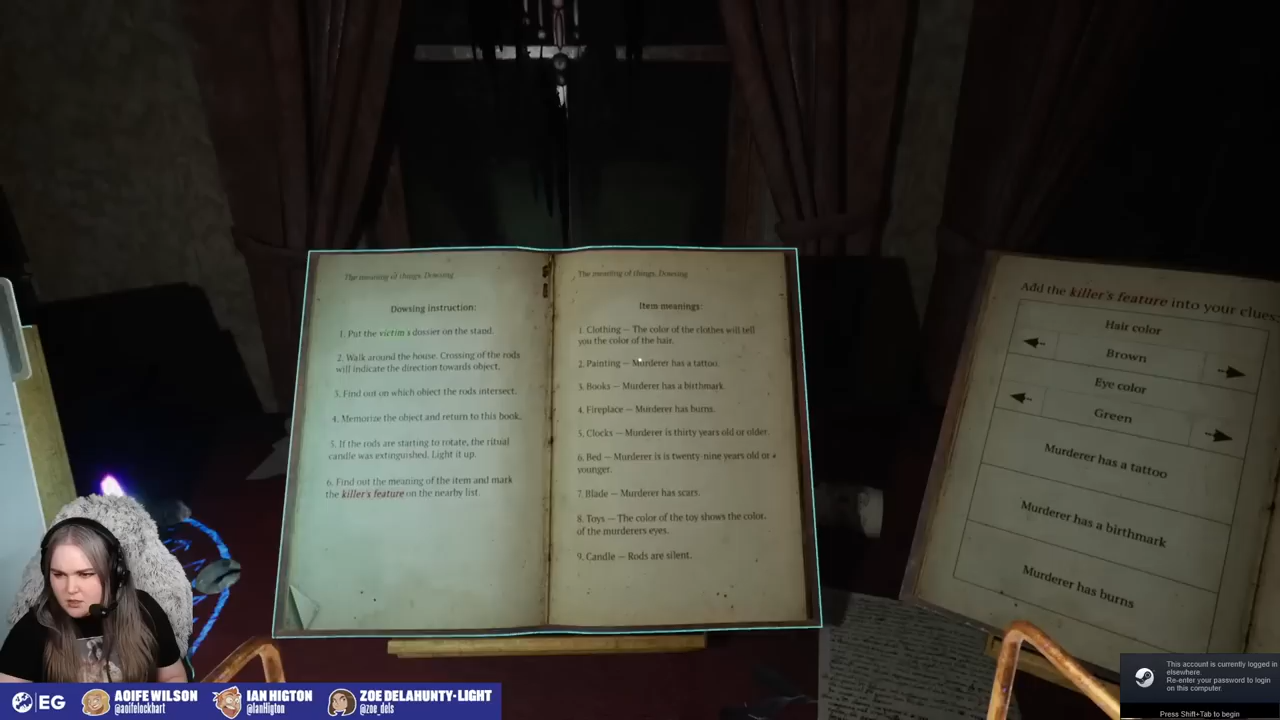 The meaning of things, Dowsing
Dowsing instruction:
1. Put the victim's dossier on the stand.
2. Walk around the house. Crossing of the rods
will indicate the direction towards object.
3. Find out on which object the rods intersect.
4. Memorize the object and return to this book.
5. If the rods are starting to rotate, the ritual
candle was extinguished. Light it up.
6. Find out the meaning of the item and mark
the killer's feature on the nearby list.
The meaning of things, Dowsing
Item meanings:
1. Clothing — The color of the clothes will tell
you the color of the hair.
2. Painting — Murderer has a tattoo.
3. Books — Murderer has a birthmark
4. Fireplace — Murderer has burns.
5. Clocks — Murderer is thirty years old or older.
6. Bed — Murderer is is twenty-nine years old or
younger.
7. Blade — Murderer has scars.
8. Toys — The color of the toy shows the color
of the murderers eyes.
9. Candle — Rods are silent.
Add the killer's feature into your clues:
Hair color
Brown
Eye color
Green
Murderer has a tattoo
Murderer has a birthmark
Murderer has burns
EG
AOIFE WILSON
@aoifelockhart
IAN HIGTON
@IanHigton
ZOE DELAHUNTY-LIGHT
@zoe_dels
This account is currently logged in
elsewhere.
Re-enter your password to login
on this computer.
Press Shift+Tab to begin